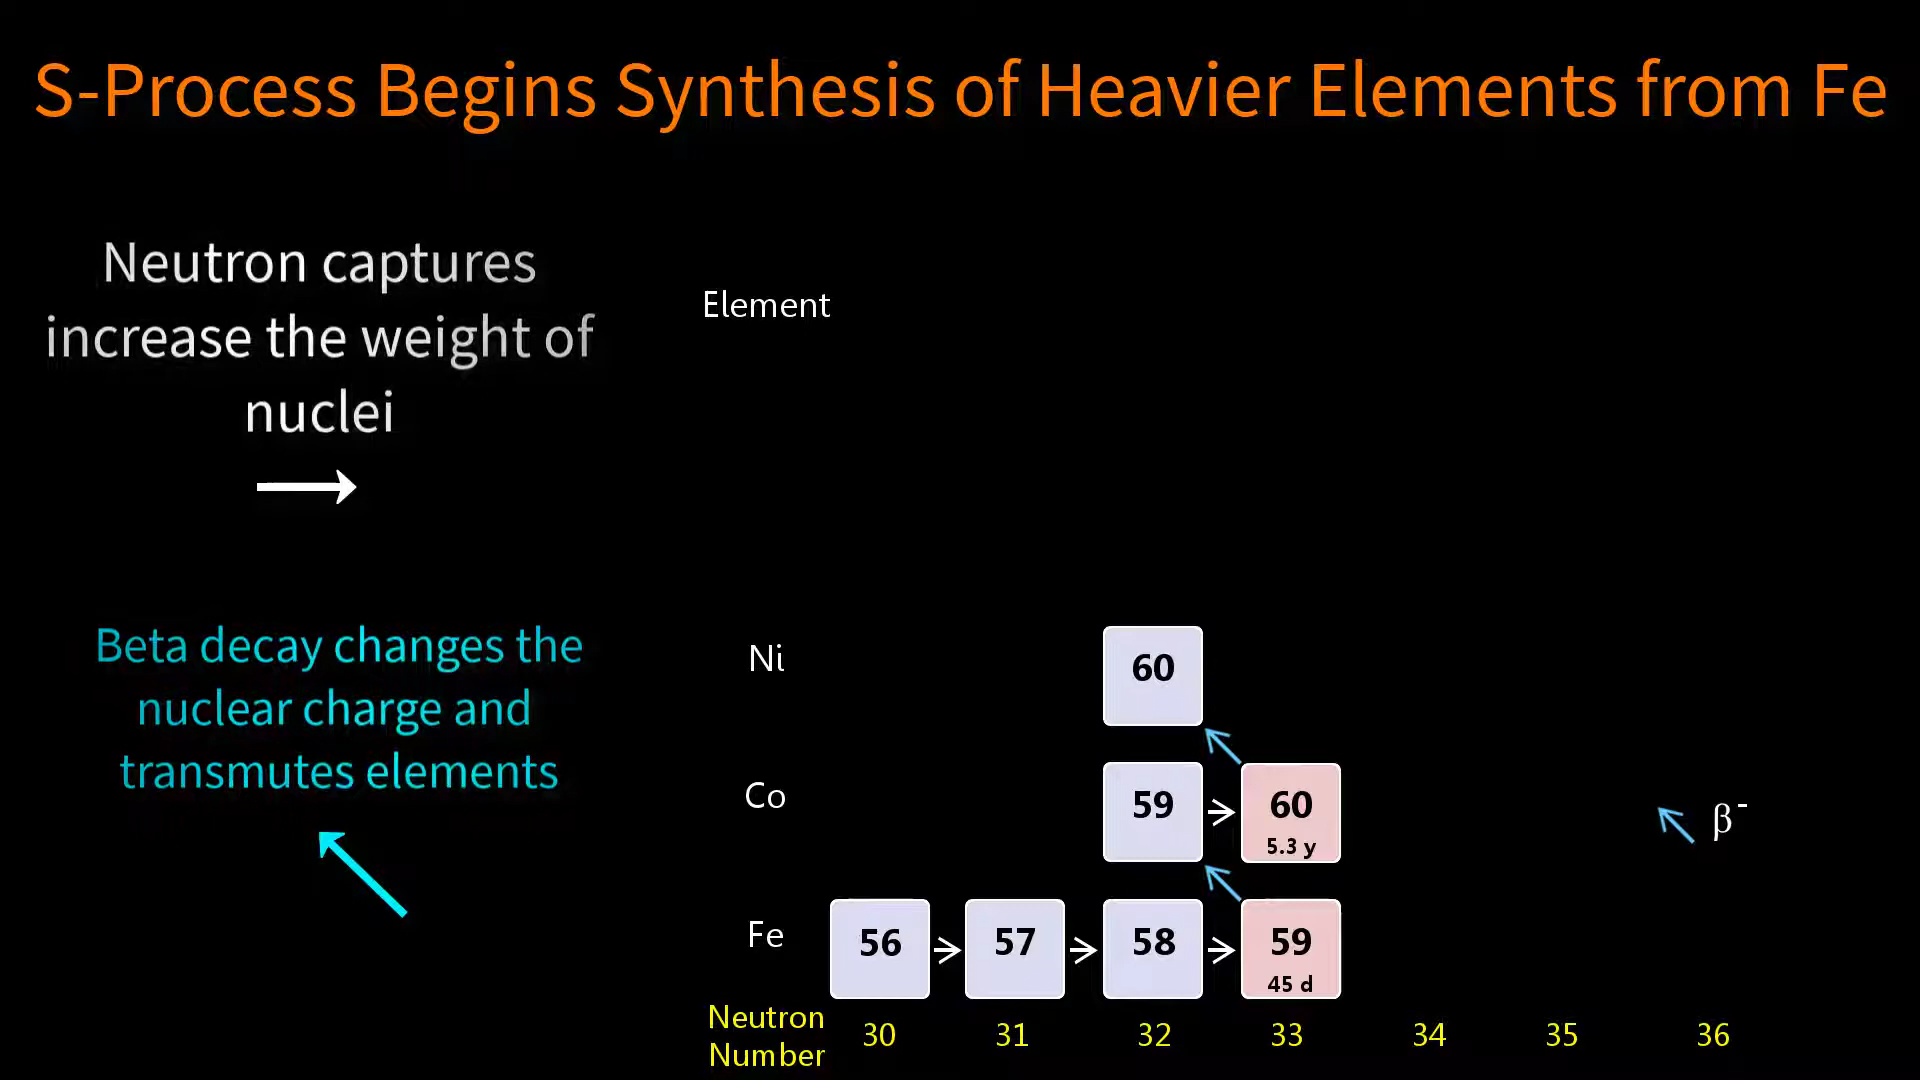 S-Process Begins Synthesis of Heavier Elements from Fe
Neutron captures
increase the weight of
nuclei
Beta decay changes the
nuclear charge and
transmutes elements
Element
Ni
60
Co
59
60
5.3 y
β-
Fe
56
57
58
59
45 d
Neutron
Number
30
31
32
33
34
35
36